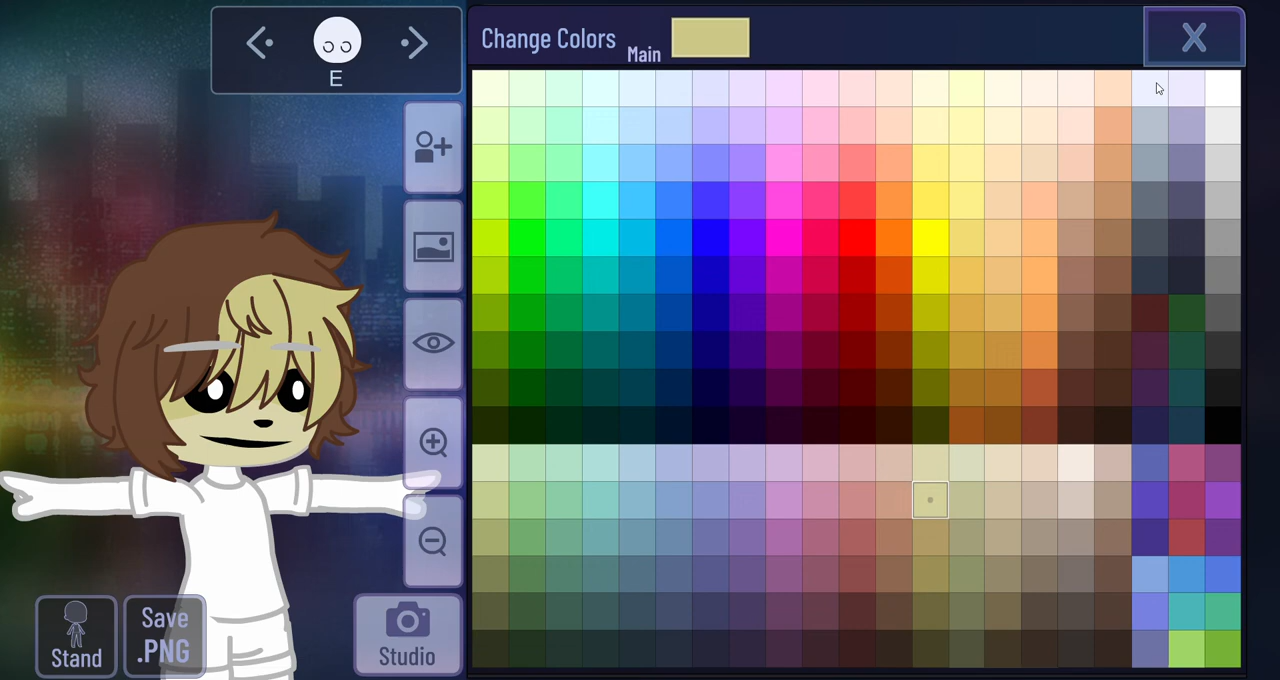 E
Change Colors
Main
X
Stand
Save
.PNG
Studio